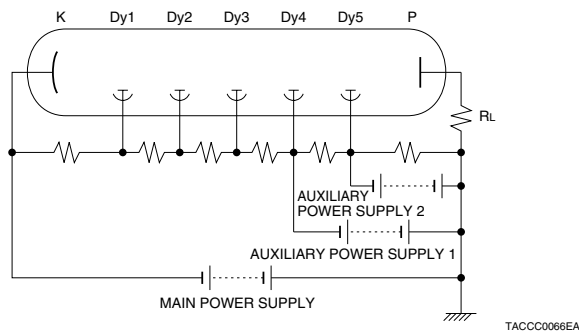 K Dy1 Dy2 Dy3 Dy4 Dy5 P
RL
AUXILIARY
POWER SUPPLY 2
AUXILIARY POWER SUPPLY 1
MAIN POWER SUPPLY
TACCC0066EA